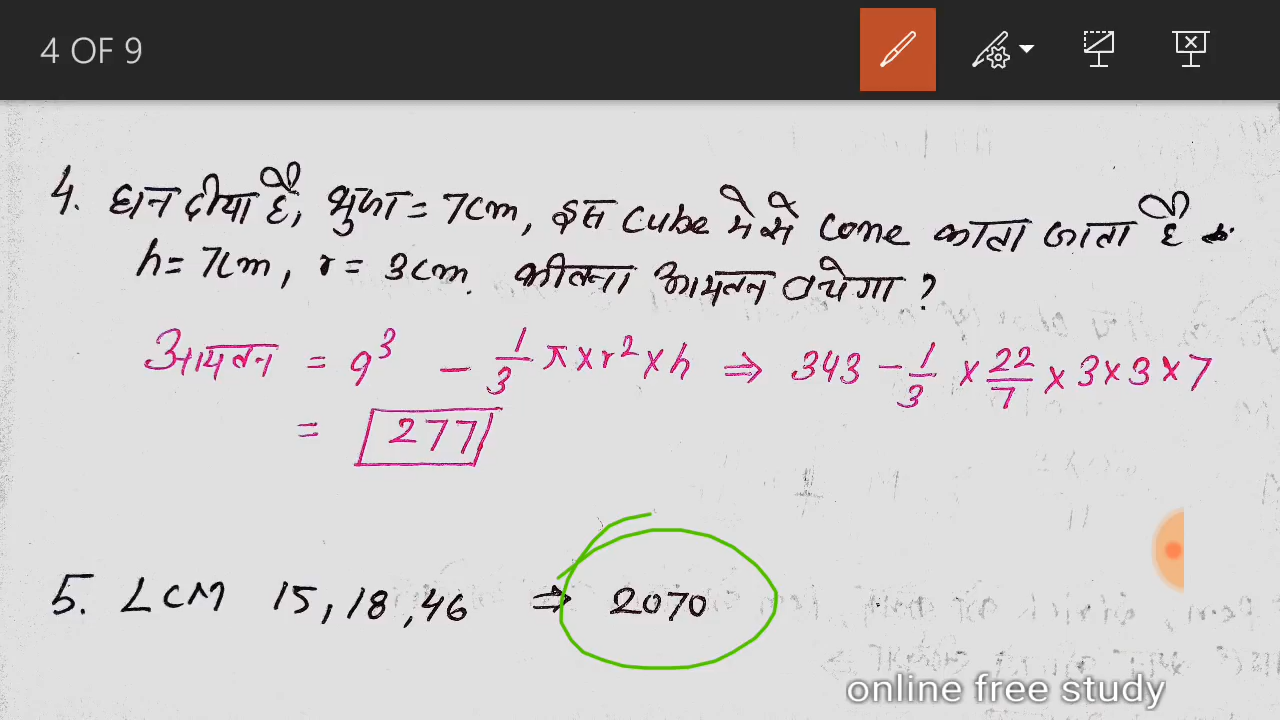 4 OF 9
4. घन दीया है, भुजा = 7cm, इस cube मे से cone काता जाता है
h = 7cm, r = 3cm. कीतना आयतन बचेगा ?
आयतन = a³ - 1/3 π × r² × h ⇒ 343 - 1/3 × 22/7 × 3 × 3 × 7
= 277
5. LCM 15, 18, 46 ⇒ 2070
online free study